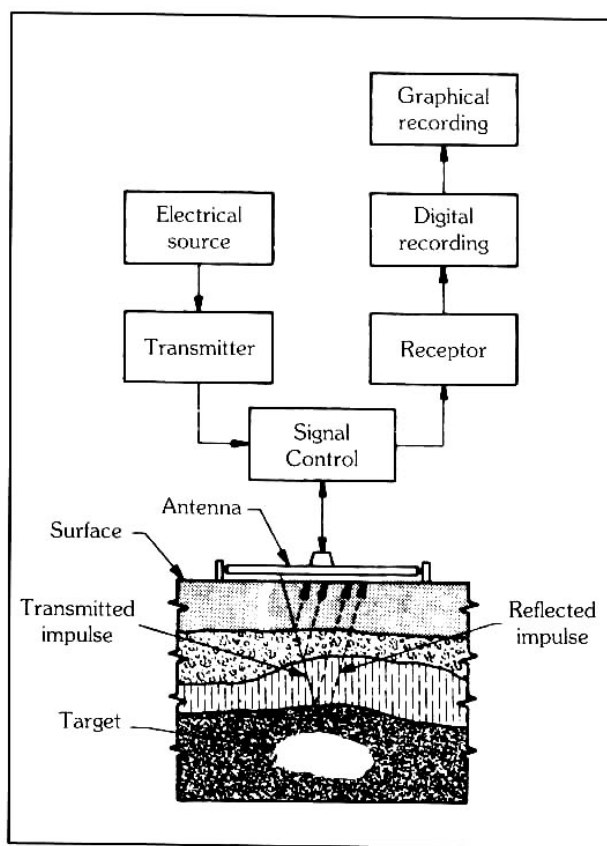 Graphical
recording
Electrical
source
Digital
recording
Transmitter
Receptor
Signal
Control
Antenna
Surface
Transmitted
impulse
Reflected
impulse
Target